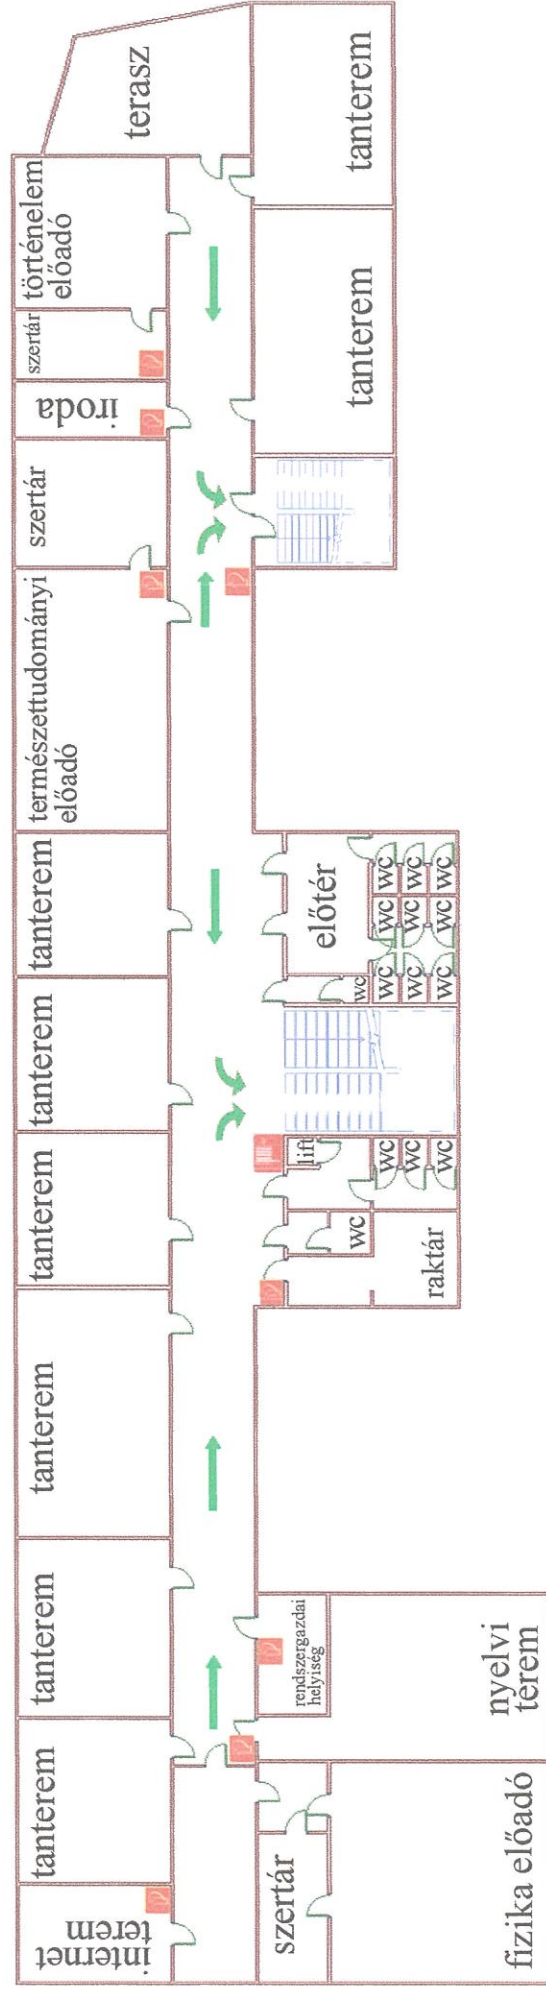 terasz
tanterem
történelem
előadó
szertár
iroda
tanterem
szertár
természettudományi
előadó
tanterem
előtér
wc
wc
wc
wc
wc
wc
wc
wc
wc
wc
tanterem
tanterem
lift
wc
wc
wc
wc
raktár
tanterem
tanterem
rendszergazdai
helyiség
nyelvi
terem
tanterem
szertár
fizika előadó
internet
terem